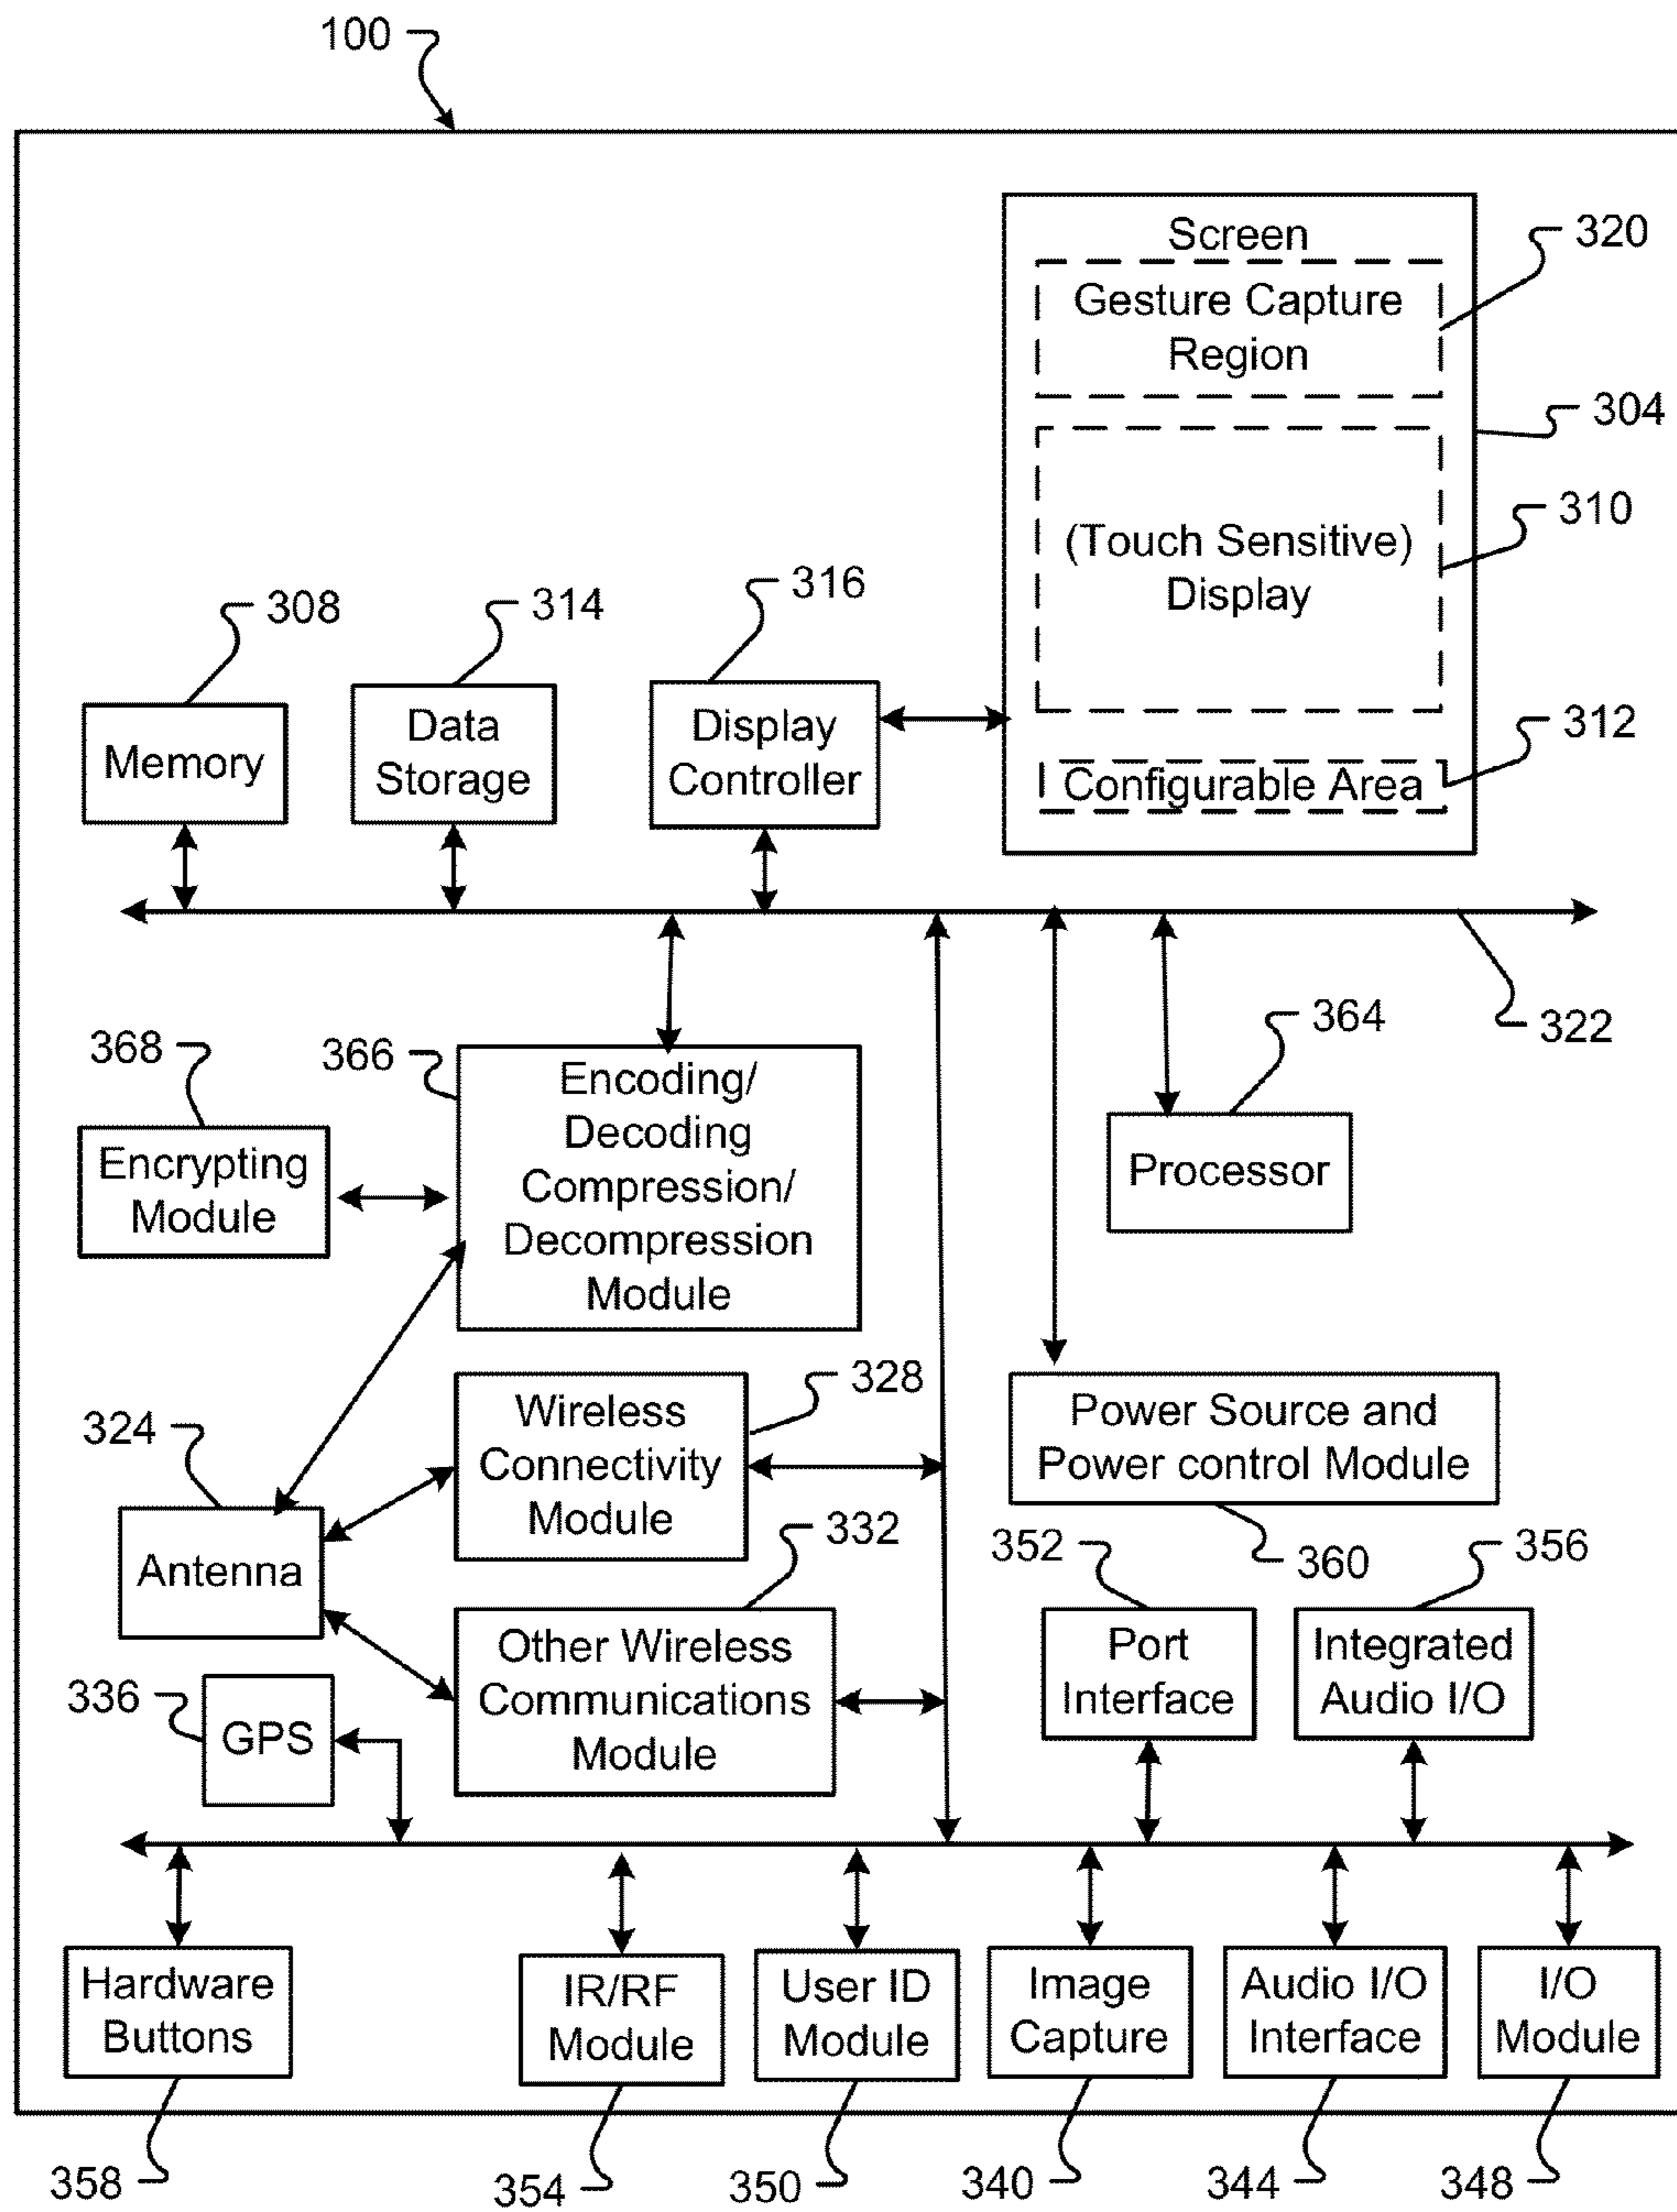 100
Screen
320
Gesture Capture
Region
304
310
(Touch Sensitive)
Display
308
314
316
312
Memory
Data
Storage
Display
Controller
Configurable Area
322
368
366
364
Encoding/
Decoding
Compression/
Decompression
Module
Encrypting
Module
Processor
328
324
Wireless
Connectivity
Module
Power Source and
Power control Module
332
352
360
356
Antenna
Other Wireless
Communications
Module
Port
Interface
Integrated
Audio I/O
336
GPS
Hardware
Buttons
IR/RF
Module
User ID
Module
Image
Capture
Audio I/O
Interface
I/O
Module
358
354
350
340
344
348